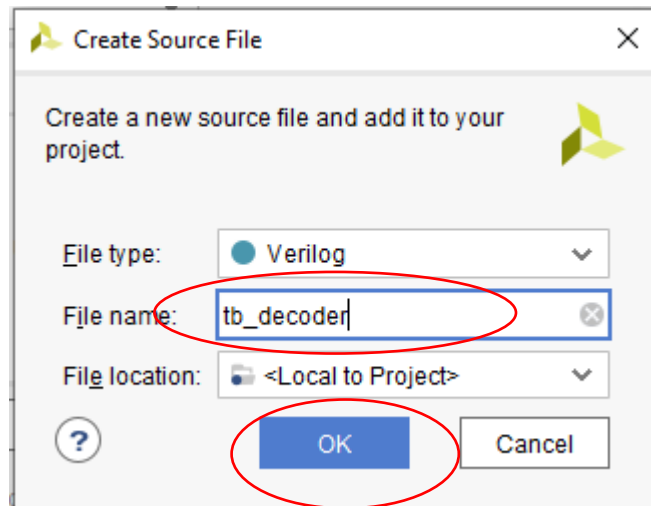 Create Source File
Create a new source file and add it to your
project.
File type:
Verilog
File name:
tb_decoder
File location:
<Local to Project>
?
OK
Cancel